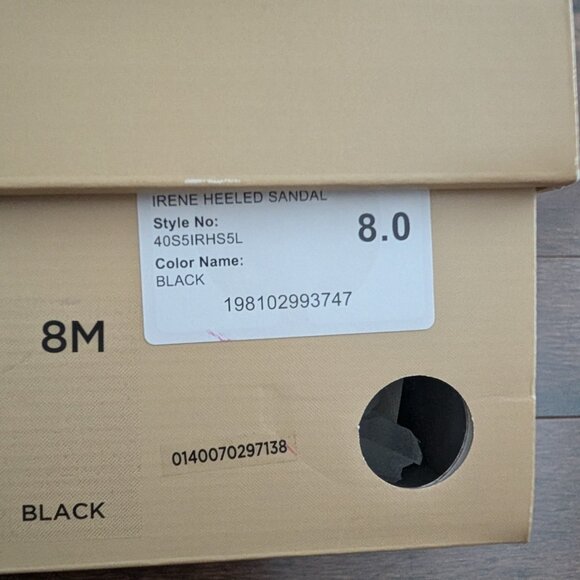 IRENE HEELED SANDAL
Style No:
40S5IRHS5L
8.0
Color Name:
BLACK
198102993747
8M
0140070297138
BLACK